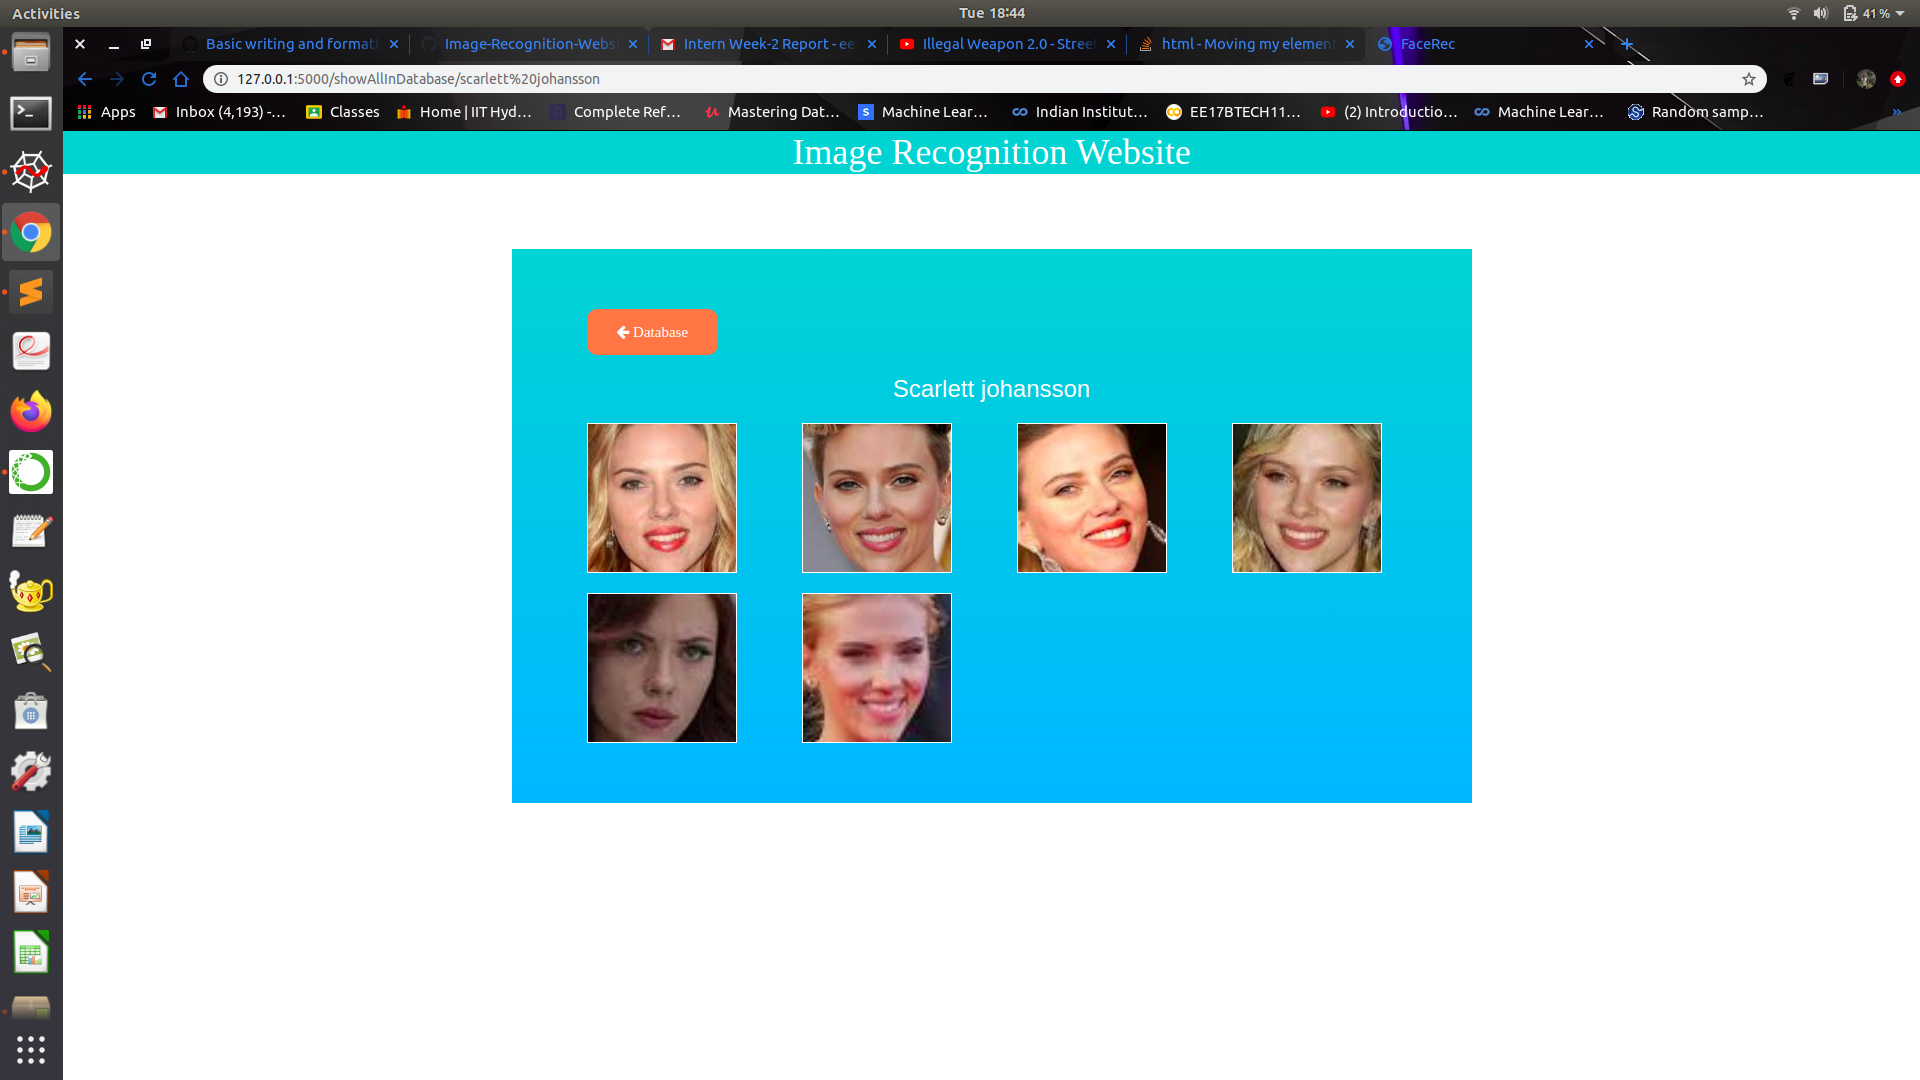 Activities
Tue 18:44
41 %
Basic writing and formatt
Image-Recognition-Webs
Intern Week-2 Report - ee
Illegal Weapon 2.0 - Street
html - Moving my element
FaceRec
127.0.0.1:5000/showAllInDatabase/scarlett%20johansson
Apps
Inbox (4,193) -...
Classes
Home | IIT Hyd...
Complete Ref...
Mastering Dat...
Machine Lear...
Indian Institut...
EE17BTECH11...
(2) Introductio...
Machine Lear...
Random samp...
Image Recognition Website
Database
Scarlett johansson